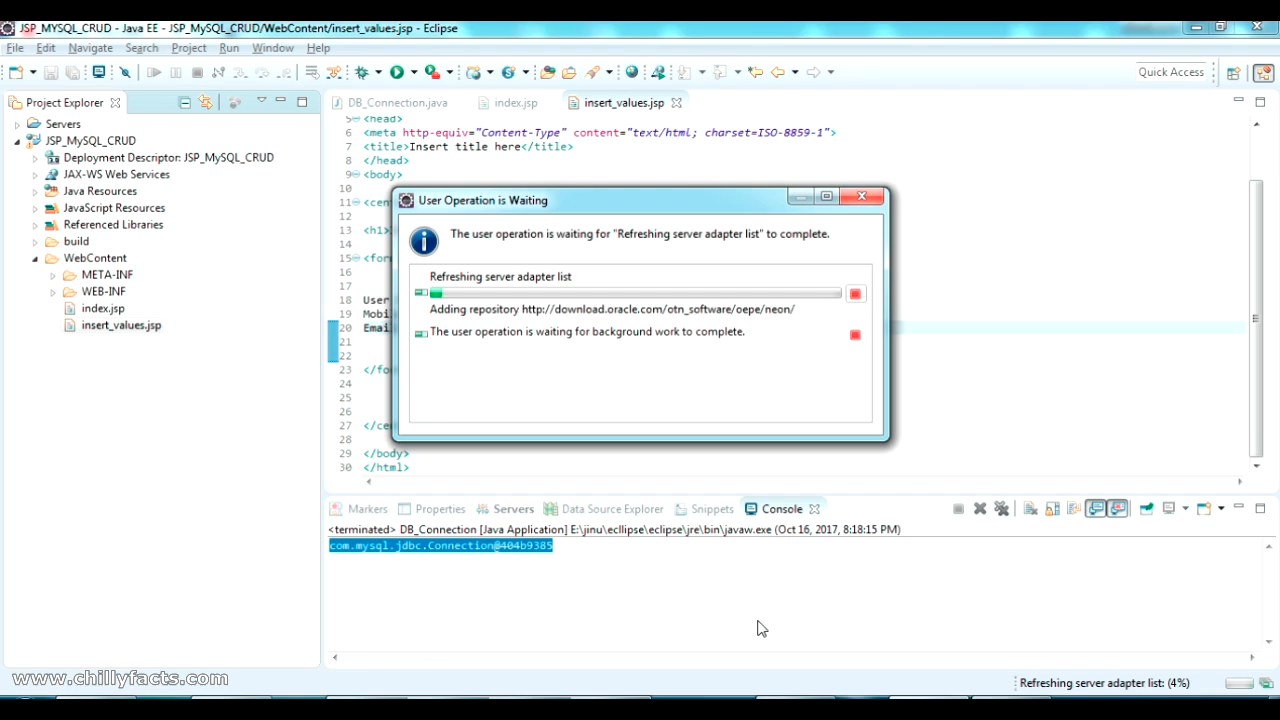 JSP_MYSQL_CRUD - Java EE - JSP_MySQL_CRUD/WebContent/insert_values.jsp - Eclipse
File Edit Navigate Search Project Run Window Help
Quick Access
Project Explorer
DB_Connection.java
index.jsp
insert_values.jsp
Servers
JSP_MySQL_CRUD
Deployment Descriptor: JSP_MySQL_CRUD
JAX-WS Web Services
Java Resources
JavaScript Resources
Referenced Libraries
build
WebContent
META-INF
WEB-INF
index.jsp
insert_values.jsp
5 <head>
6 <meta http-equiv="Content-Type" content="text/html; charset=ISO-8859-1">
7 <title>Insert title here</title>
8 </head>
9 <body>
10
11 <cen
12
13 <h1>
14
15 <for
16
18 User
19 Mobi
20 Emai
21
22
23 </fo
24
25
26
27 </ce
28
29 </body>
30 </html>
User Operation is Waiting
The user operation is waiting for "Refreshing server adapter list" to complete.
Refreshing server adapter list
Adding repository http://download.oracle.com/otn_software/oepe/neon/
The user operation is waiting for background work to complete.
Markers Properties Servers Data Source Explorer Snippets Console
<terminated> DB_Connection [Java Application] E:\jinu\ecllipse\eclipse\jre\bin\javaw.exe (Oct 16, 2017, 8:18:15 PM)
com.mysql.jdbc.Connection@404b9385
www.chillyfacts.com
Refreshing server adapter list: (4%)